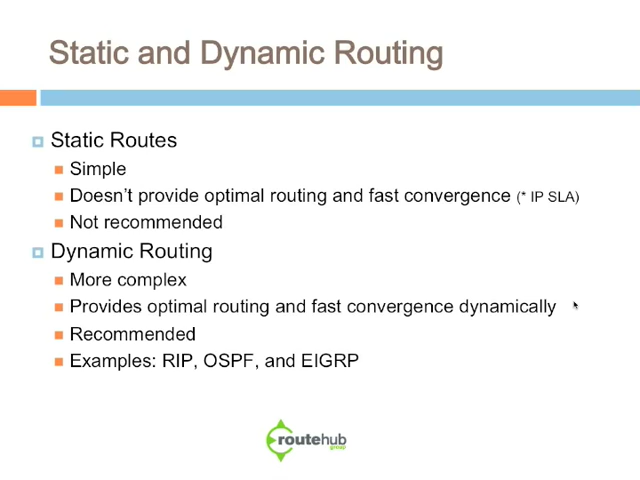 Static and Dynamic Routing
Static Routes
Simple
Doesn't provide optimal routing and fast convergence (* IP SLA)
Not recommended
Dynamic Routing
More complex
Provides optimal routing and fast convergence dynamically
Recommended
Examples: RIP, OSPF, and EIGRP
routehub
group